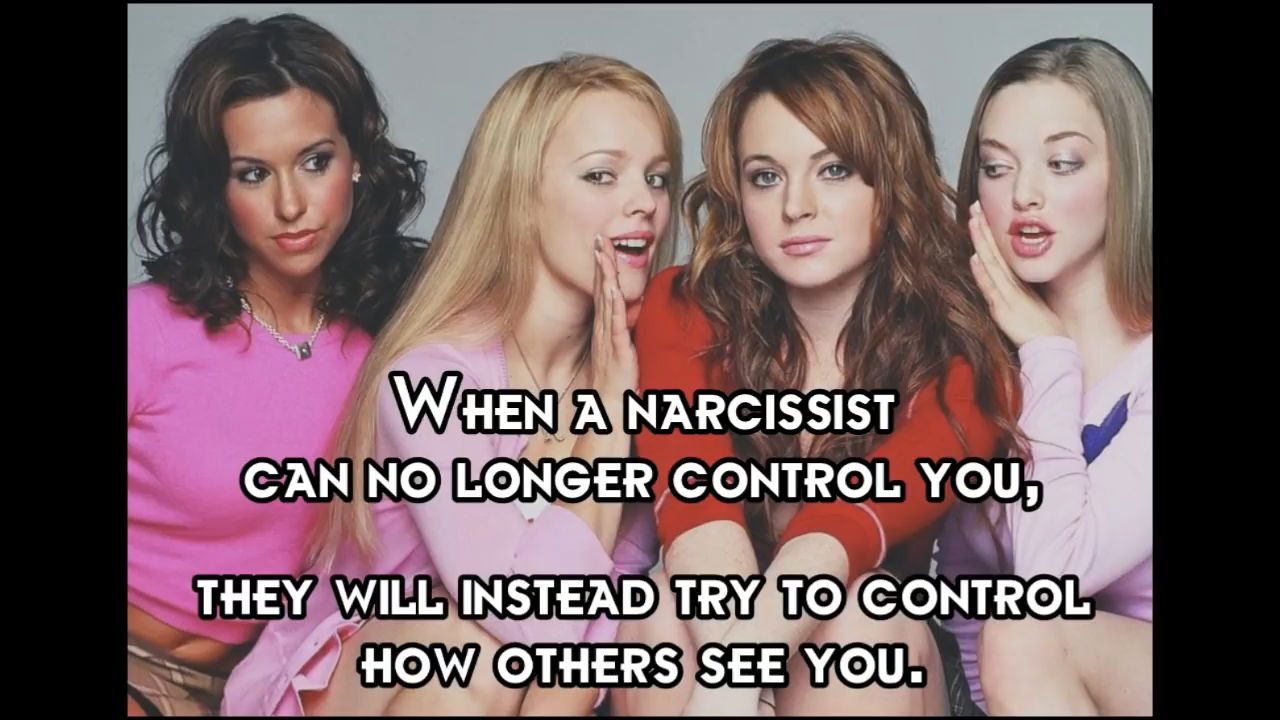 When a narcissist
can no longer control you,
they will instead try to control
how others see you.